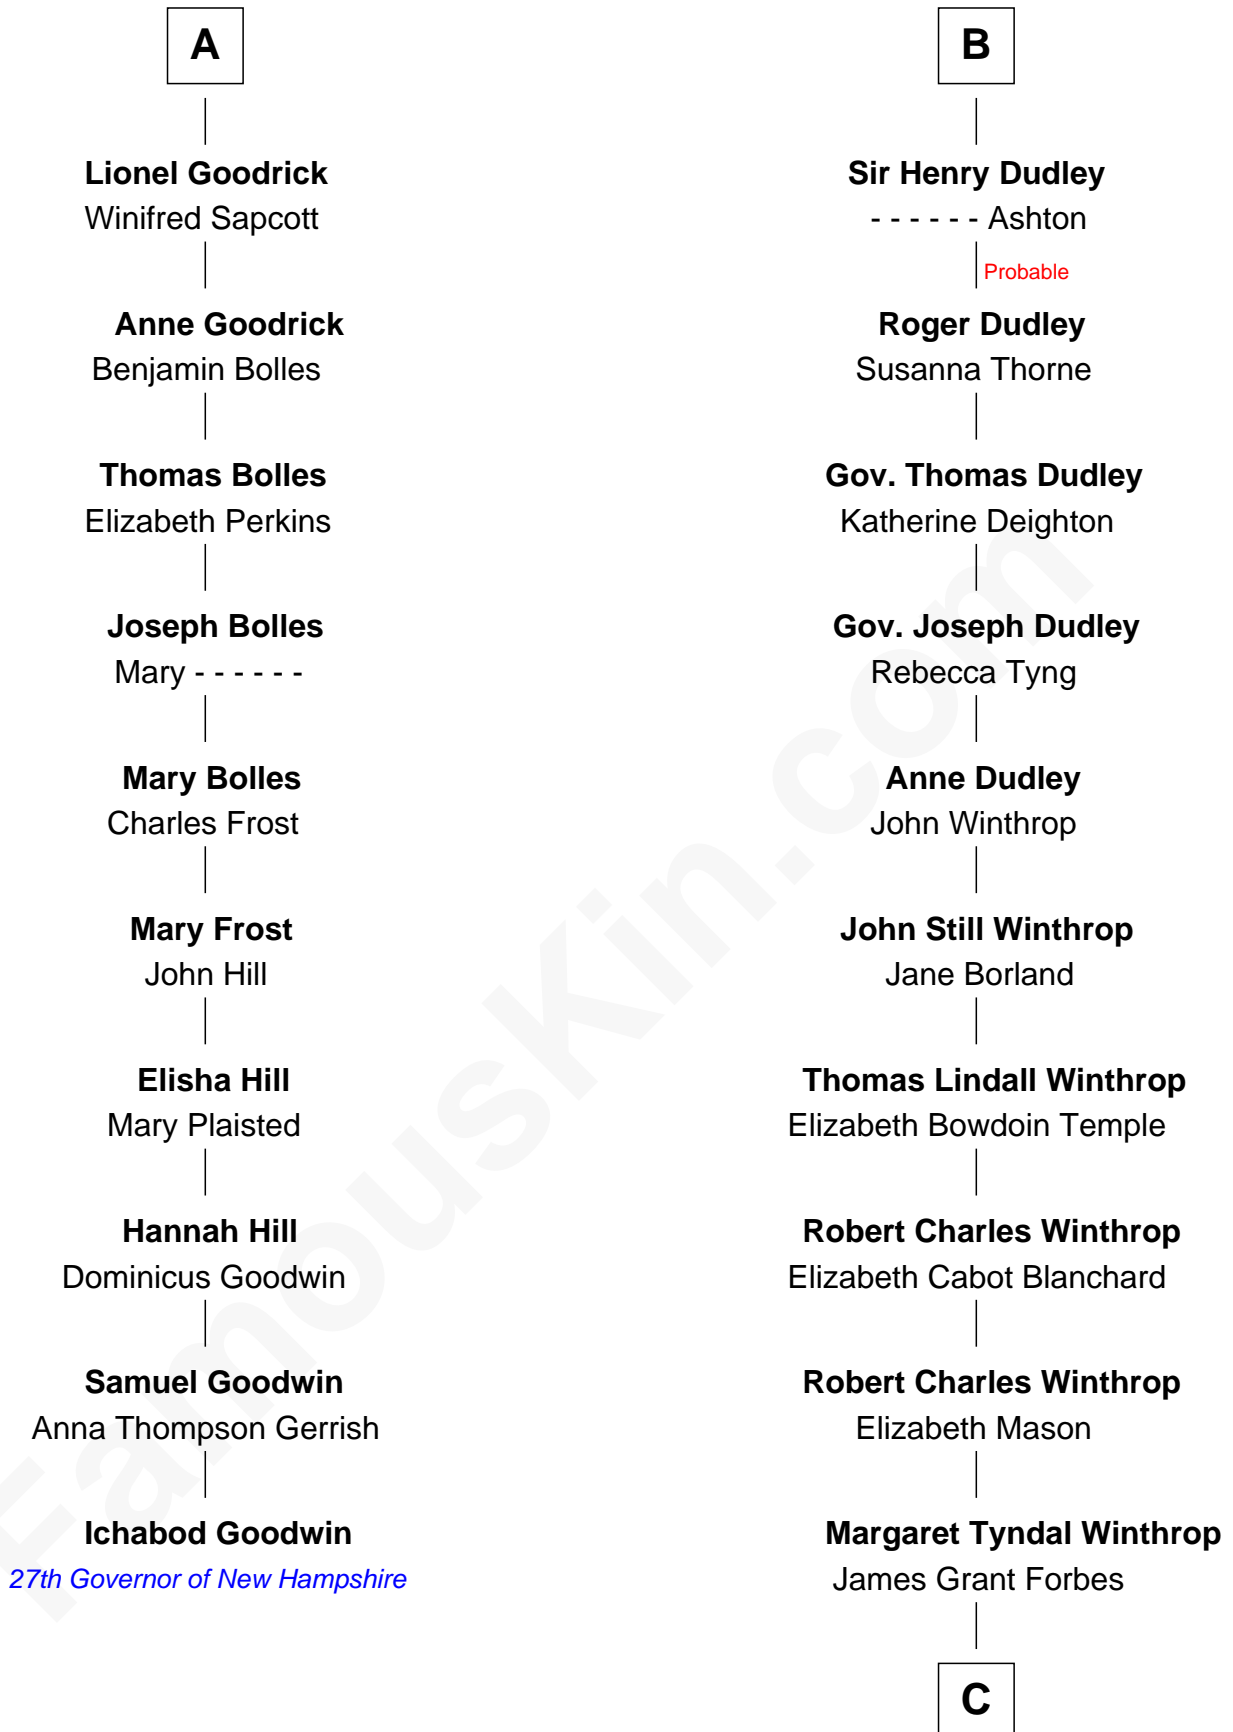 A
Lionel Goodrick
Winifred Sapcott
Anne Goodrick
Benjamin Bolles
Thomas Bolles
Elizabeth Perkins
Joseph Bolles
Mary - - - - - -
Mary Bolles
Charles Frost
Mary Frost
John Hill
Elisha Hill
Mary Plaisted
Hannah Hill
Dominicus Goodwin
Samuel Goodwin
Anna Thompson Gerrish
Ichabod Goodwin
27th Governor of New Hampshire
B
Sir Henry Dudley
- - - - - - Ashton
Probable
Roger Dudley
Susanna Thorne
Gov. Thomas Dudley
Katherine Deighton
Gov. Joseph Dudley
Rebecca Tyng
Anne Dudley
John Winthrop
John Still Winthrop
Jane Borland
Thomas Lindall Winthrop
Elizabeth Bowdoin Temple
Robert Charles Winthrop
Elizabeth Cabot Blanchard
Robert Charles Winthrop
Elizabeth Mason
Margaret Tyndal Winthrop
James Grant Forbes
C
FamousKin.com